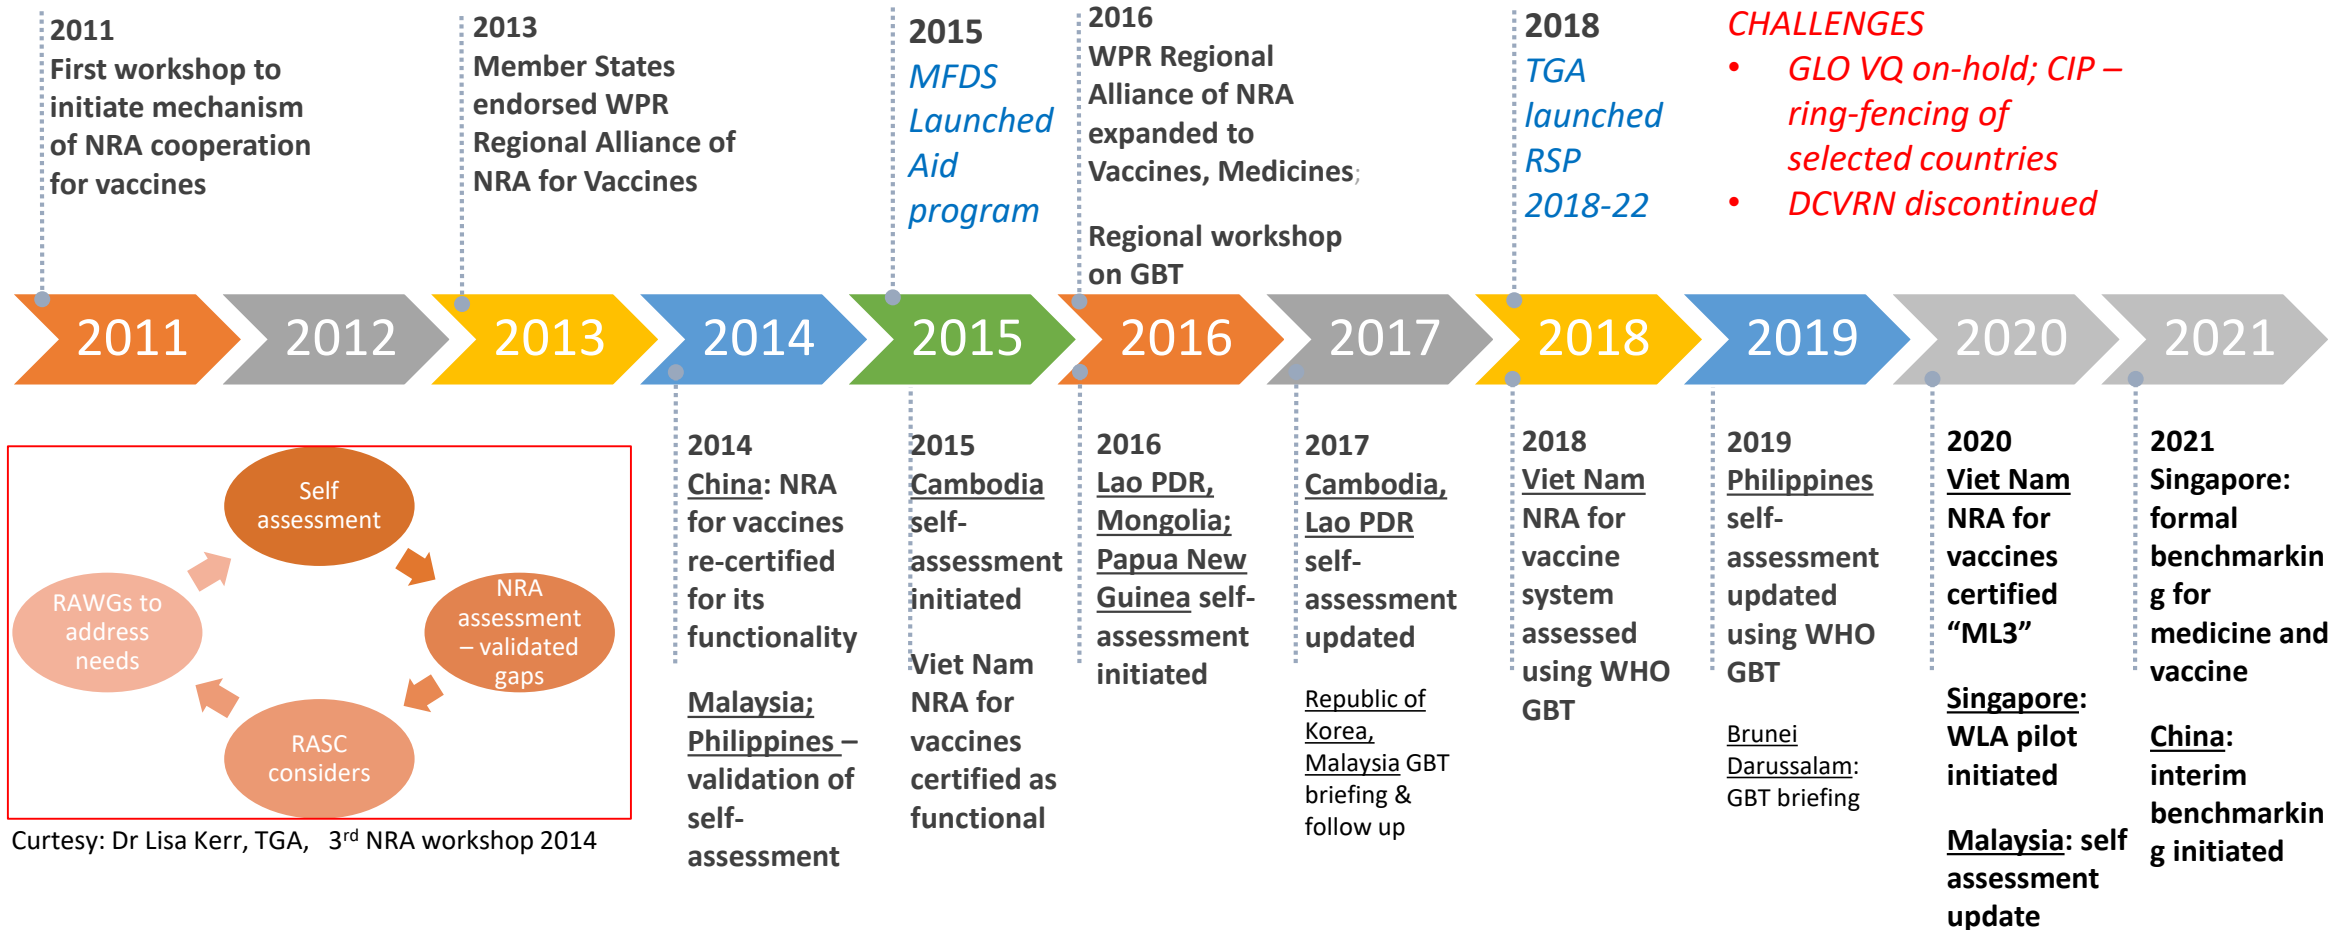 2011
First workshop to
initiate mechanism
of NRA cooperation
for vaccines
2013
Member States
endorsed WPR
Regional Alliance of
NRA for Vaccines
2015
MFDS
Launched
Aid
program
2016
WPR Regional
Alliance of NRA
expanded to
Vaccines, Medicines;
Regional workshop
on GBT
2018
TGA
launched
RSP
2018-22
CHALLENGES
• GLO VQ on-hold; CIP –
ring-fencing of
selected countries
• DCVRN discontinued
2011
2012
2013
2014
2015
2016
2017
2018
2019
2020
2021
Self
assessment
NRA
assessment
– validated
gaps
RASC
considers
RAWGs to
address
needs
Curtesy: Dr Lisa Kerr, TGA, 3rd NRA workshop 2014
2014
China: NRA
for vaccines
re-certified
for its
functionality
Malaysia;
Philippines –
validation of
self-
assessment
2015
Cambodia
self-
assessment
initiated
Viet Nam
NRA for
vaccines
certified as
functional
2016
Lao PDR,
Mongolia;
Papua New
Guinea self-
assessment
initiated
2017
Cambodia,
Lao PDR
self-
assessment
updated
Republic of
Korea,
Malaysia GBT
briefing &
follow up
2018
Viet Nam
NRA for
vaccine
system
assessed
using WHO
GBT
2019
Philippines
self-
assessment
updated
using WHO
GBT
Brunei
Darussalam:
GBT briefing
2020
Viet Nam
NRA for
vaccines
certified
“ML3”
Singapore:
WLA pilot
initiated
Malaysia: self
assessment
update
2021
Singapore:
formal
benchmarkin
g for
medicine and
vaccine
China:
interim
benchmarkin
g initiated